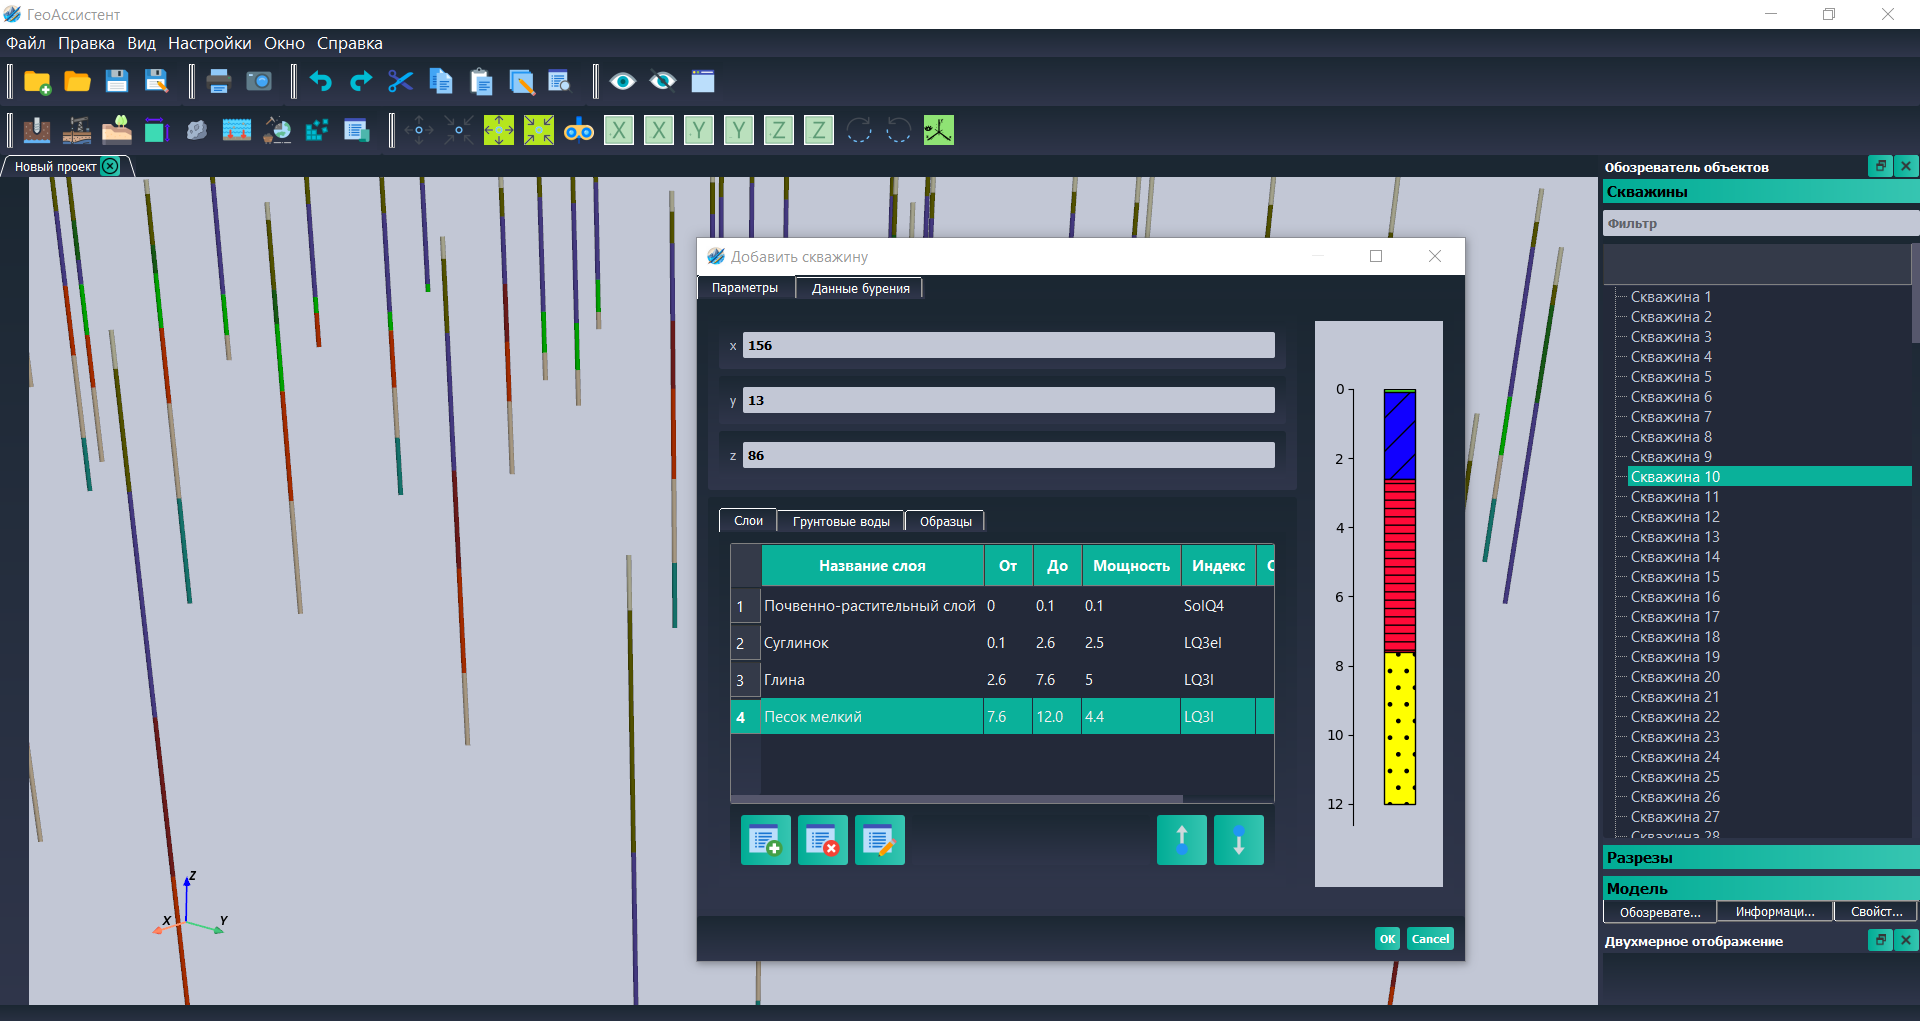 ГеоАссистент
Файл Правка Вид Настройки Окно Справка
X X Y Y Z Z
Новый проект
Z
X Y
Добавить скважину
Параметры Данные бурения
x 156
y 13
z 86
Слои Грунтовые воды Образцы
Название слоя От До Мощность Индекс
1 Почвенно-растительный слой 0 0.1 0.1 SolQ4
2 Суглинок 0.1 2.6 2.5 LQ3el
3 Глина 2.6 7.6 5 LQ3l
4 Песок мелкий 7.6 12.0 4.4 LQ3l
0
2
4
6
8
10
12
OK Cancel
Обозреватель объектов
Скважины
Фильтр
Скважина 1
Скважина 2
Скважина 3
Скважина 4
Скважина 5
Скважина 6
Скважина 7
Скважина 8
Скважина 9
Скважина 10
Скважина 11
Скважина 12
Скважина 13
Скважина 14
Скважина 15
Скважина 16
Скважина 17
Скважина 18
Скважина 19
Скважина 20
Скважина 21
Скважина 22
Скважина 23
Скважина 24
Скважина 25
Скважина 26
Скважина 27
Скважина 28
Разрезы
Модель
Обозревате... Информаци... Свойст...
Двухмерное отображение